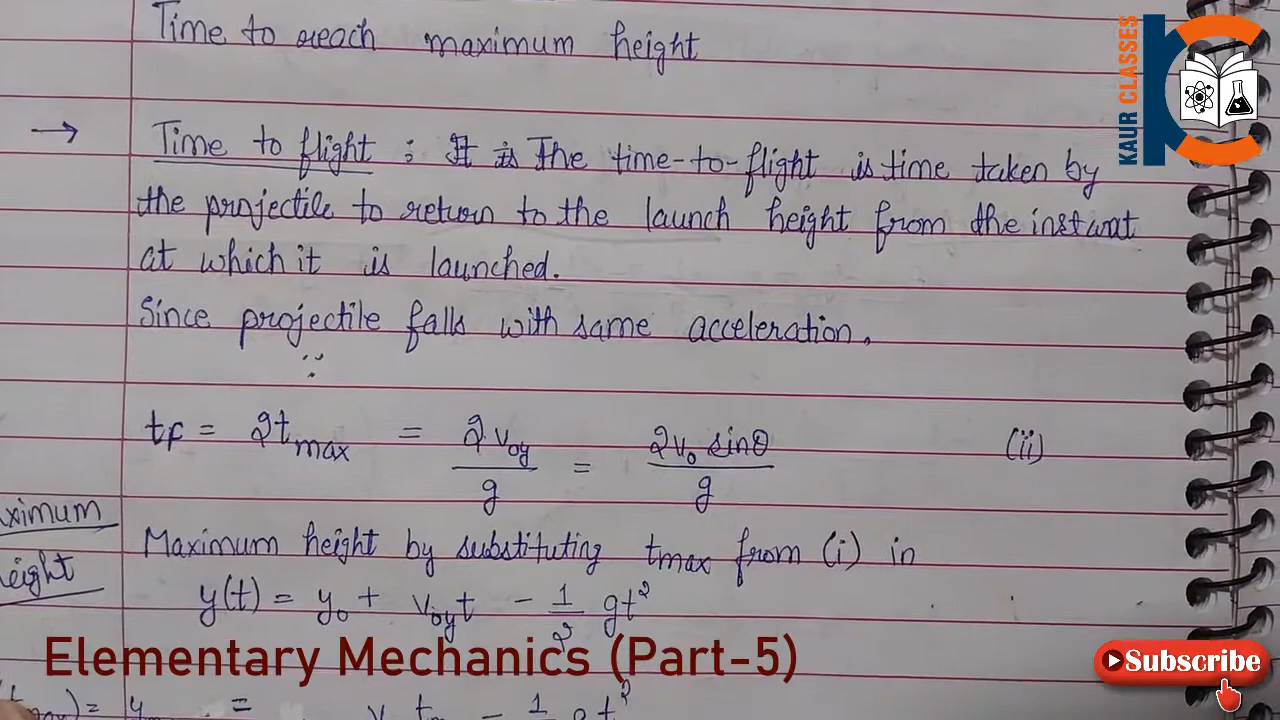 Time to reach maximum height
KAUR CLASSES
→ Time to flight : It is The time-to-flight is time taken by
the projectile to return to the launch height from the instant
at which it is launched.
Since projectile falls with same acceleration,
∵
tF = 2tmax = 2v₀y/g = 2v₀ sinθ/g (ii)
ximum
eight
Maximum height by substituting tmax from (i) in
y(t) = y₀ + v₀yt - 1/2 gt²
Elementary Mechanics (Part-5)
Subscribe